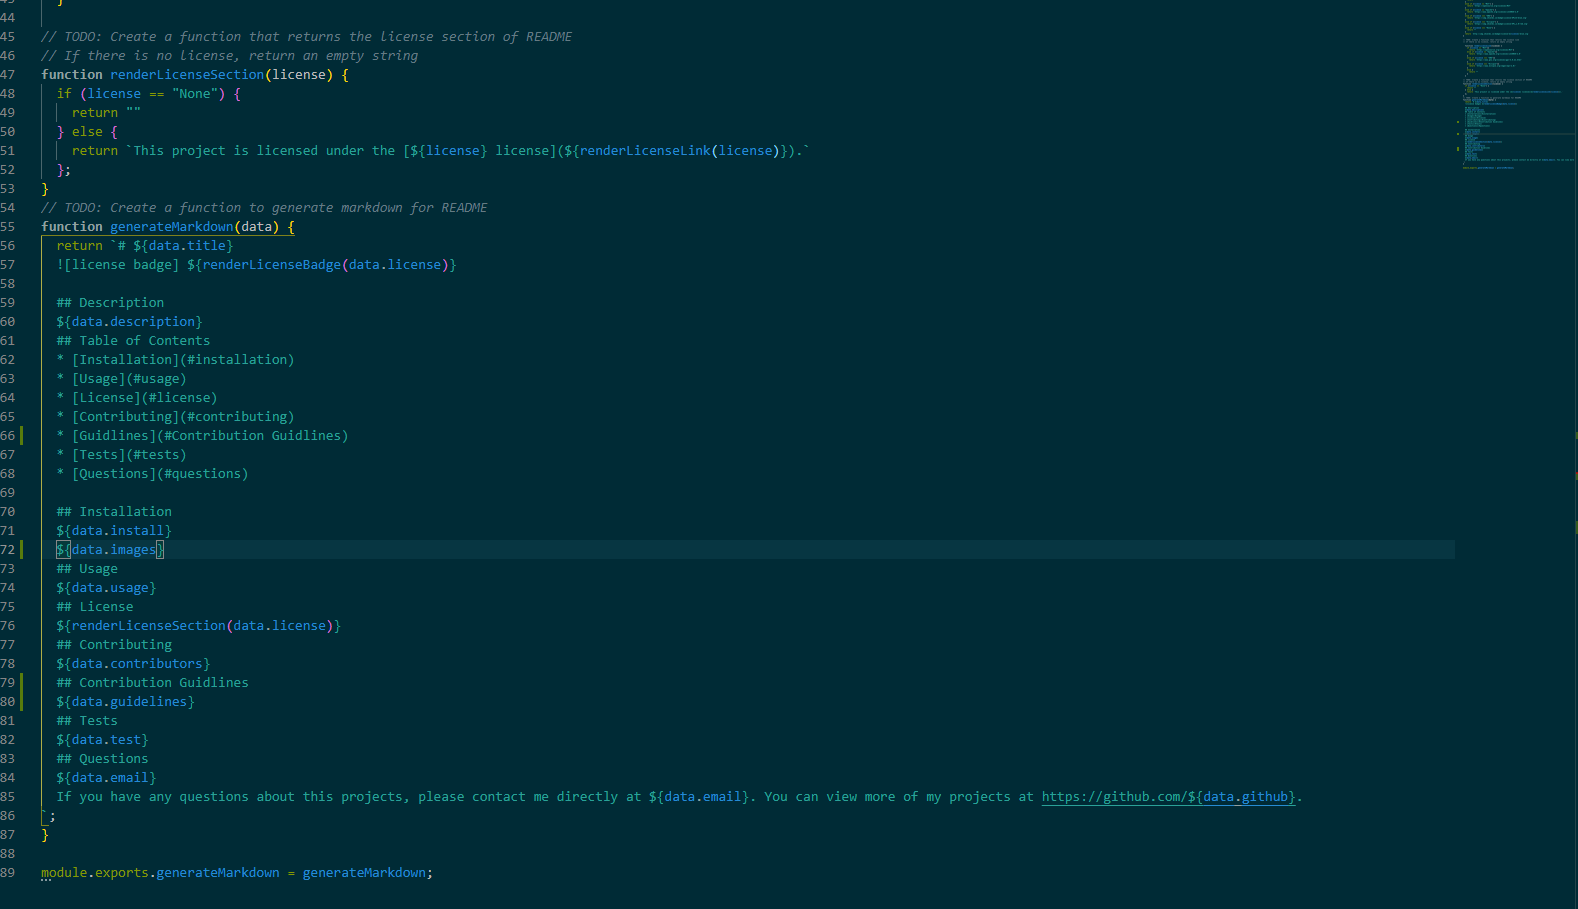 43 }
44
45 // TODO: Create a function that returns the license section of README
46 // If there is no license, return an empty string
47 function renderLicenseSection(license) {
48   if (license == "None") {
49     return ""
50   } else {
51     return `This project is licensed under the [${license} license](${renderLicenseLink(license)}).`
52   };
53 }
54 // TODO: Create a function to generate markdown for README
55 function generateMarkdown(data) {
56   return `# ${data.title}
57   ![license badge] ${renderLicenseBadge(data.license)}
58
59   ## Description
60   ${data.description}
61   ## Table of Contents
62   * [Installation](#installation)
63   * [Usage](#usage)
64   * [License](#license)
65   * [Contributing](#contributing)
66   * [Guidlines](#Contribution Guidlines)
67   * [Tests](#tests)
68   * [Questions](#questions)
69
70   ## Installation
71   ${data.install}
72   ${data.images}
73   ## Usage
74   ${data.usage}
75   ## License
76   ${renderLicenseSection(data.license)}
77   ## Contributing
78   ${data.contributors}
79   ## Contribution Guidlines
80   ${data.guidelines}
81   ## Tests
82   ${data.test}
83   ## Questions
84   ${data.email}
85   If you have any questions about this projects, please contact me directly at ${data.email}. You can view more of my projects at https://github.com/${data.github}.
86 `;
87 }
88
89 module.exports.generateMarkdown = generateMarkdown;